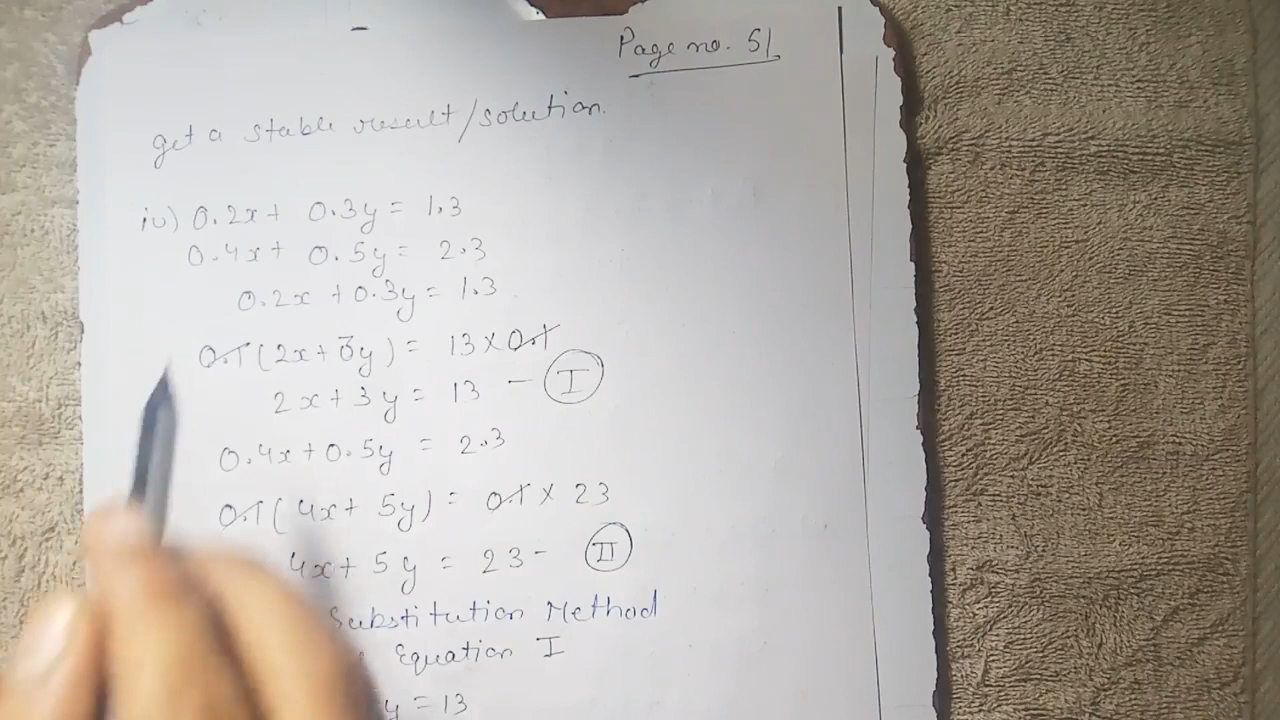 Page no. 51
get a stable result/solution.
iv) 0.2x + 0.3y = 1.3
0.4x + 0.5y = 2.3
0.2x + 0.3y = 1.3
0.1(2x + 3y) = 13 × 0.1
2x + 3y = 13 - I
0.4x + 0.5y = 2.3
0.1(4x + 5y) = 0.1 × 23
4x + 5y = 23 - II
Substitution Method
Equation I
y = 13